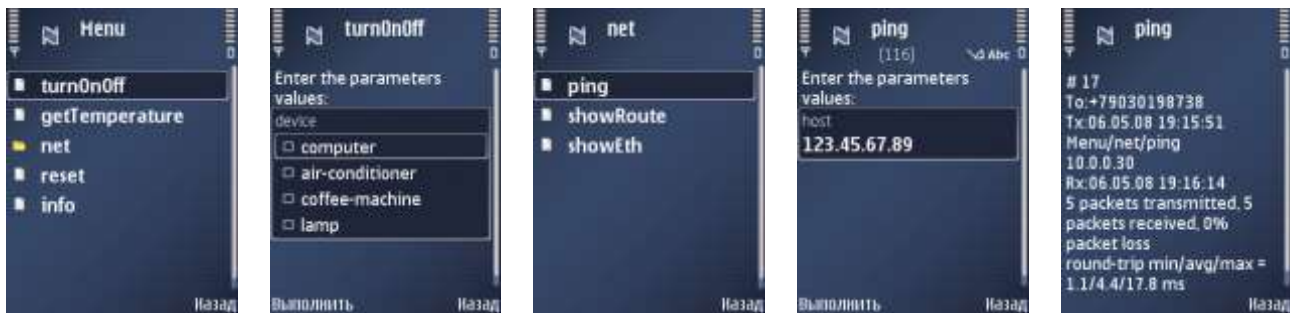 Menu
turnOnOff
getTemperature
net
reset
info
Назад
turnOnOff
Enter the parameters
values:
device
computer
air-conditioner
coffee-machine
lamp
Выполнить Назад
net
ping
showRoute
showEth
Назад
ping
(116) Abc
Enter the parameters
values:
host
123.45.67.89
Выполнить Назад
ping
# 17
To:+79030198738
Tx:06.05.08 19:15:51
Menu/net/ping
10.0.0.30
Rx:06.05.08 19:16:14
5 packets transmitted, 5
packets received, 0%
packet loss
round-trip min/avg/max =
1.1/4.4/17.8 ms
Назад